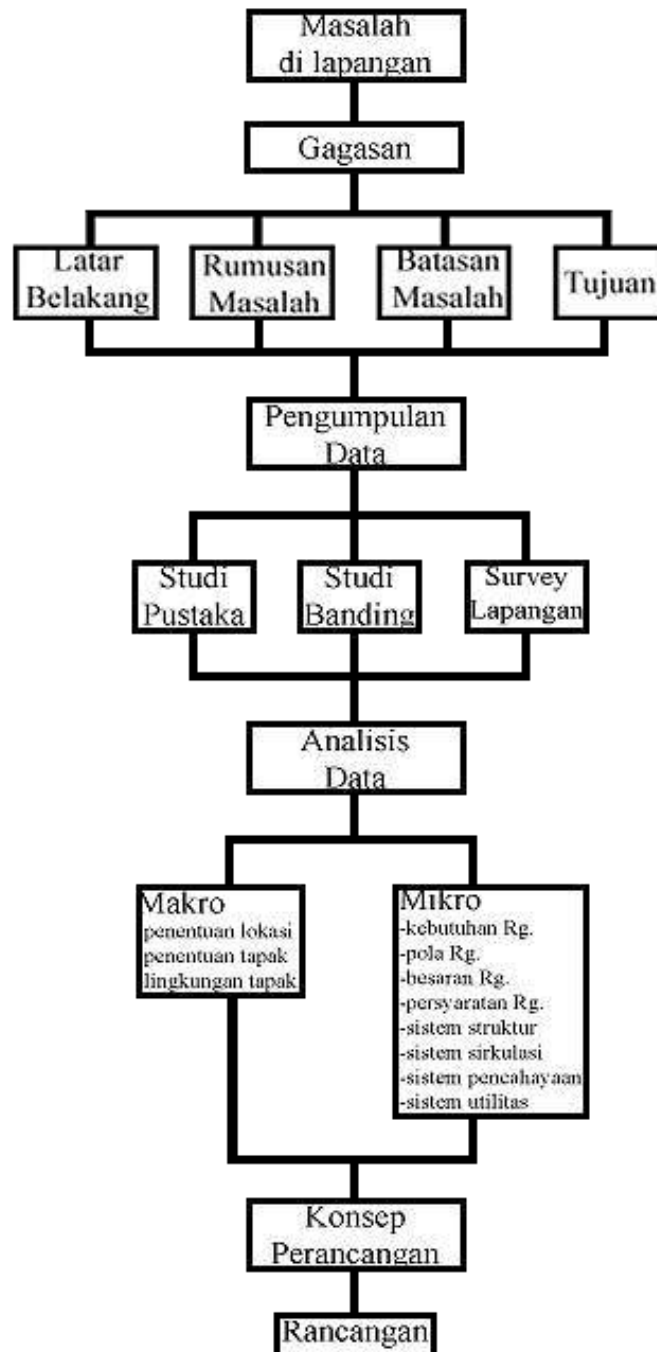 Masalah
di lapangan
Gagasan
Latar
Belakang
Rumusan
Masalah
Batasan
Masalah
Tujuan
Pengumpulan
Data
Studi
Pustaka
Studi
Banding
Survey
Lapangan
Analisis
Data
Makro
penentuan lokasi
penentuan tapak
lingkungan tapak
Mikro
-kebutuhan Rg.
-pola Rg.
-besaran Rg.
-persyaratan Rg.
-sistem struktur
-sistem sirkulasi
-sistem pencahayaan
-sistem utilitas
Konsep
Perancangan
Rancangan